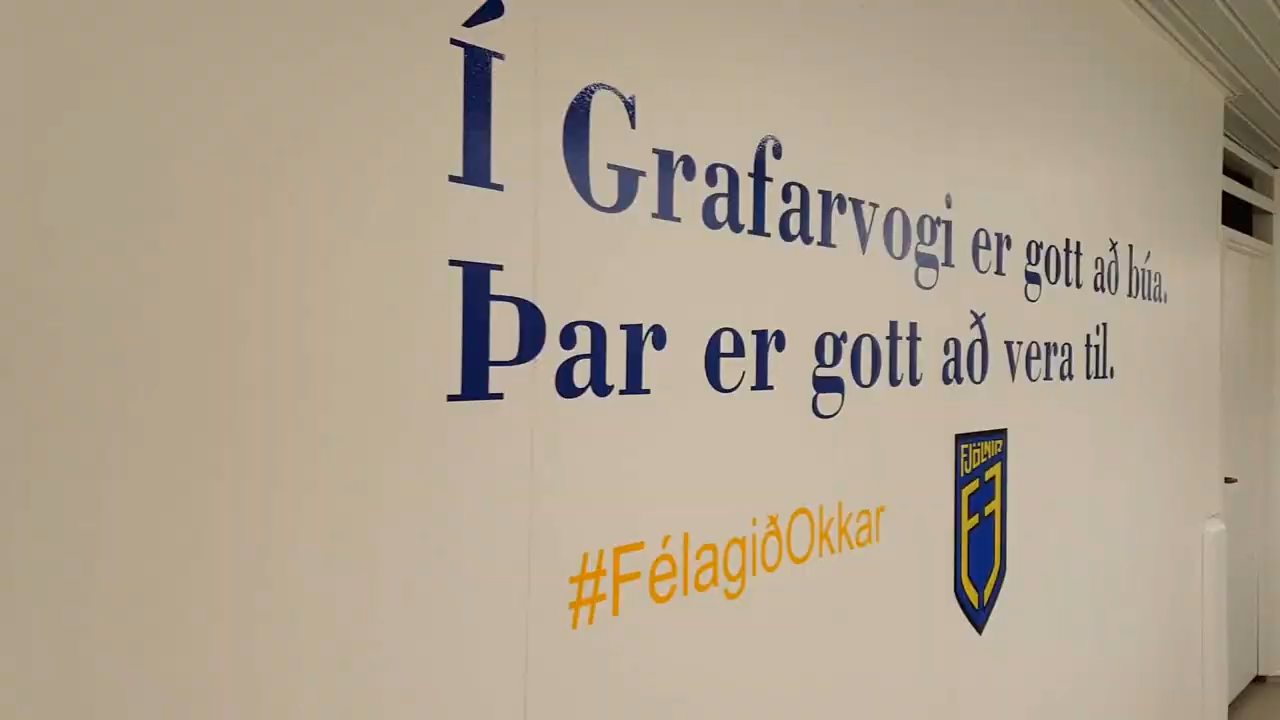 Í Grafarvogi er gott að búa.
Þar er gott að vera til.
FJÖLNIR
#FélagiðOkkar